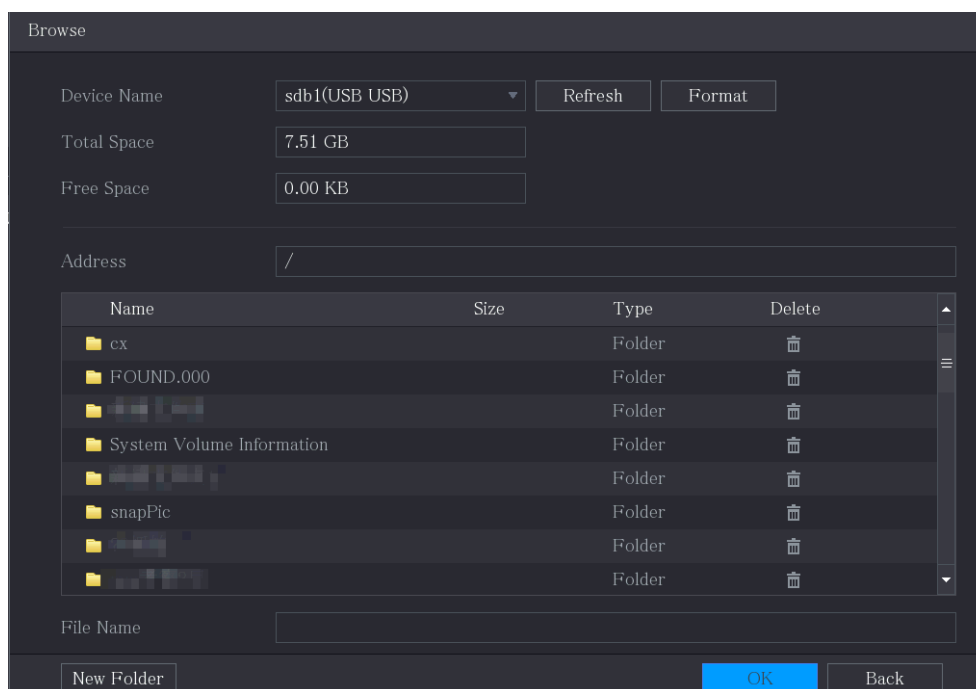 Browse
Device Name sdb1(USB USB) Refresh Format
Total Space 7.51 GB
Free Space 0.00 KB
Address /
Name Size Type Delete
cx Folder
FOUND.000 Folder
Folder
System Volume Information Folder
Folder
snapPic Folder
Folder
Folder
File Name
New Folder OK Back